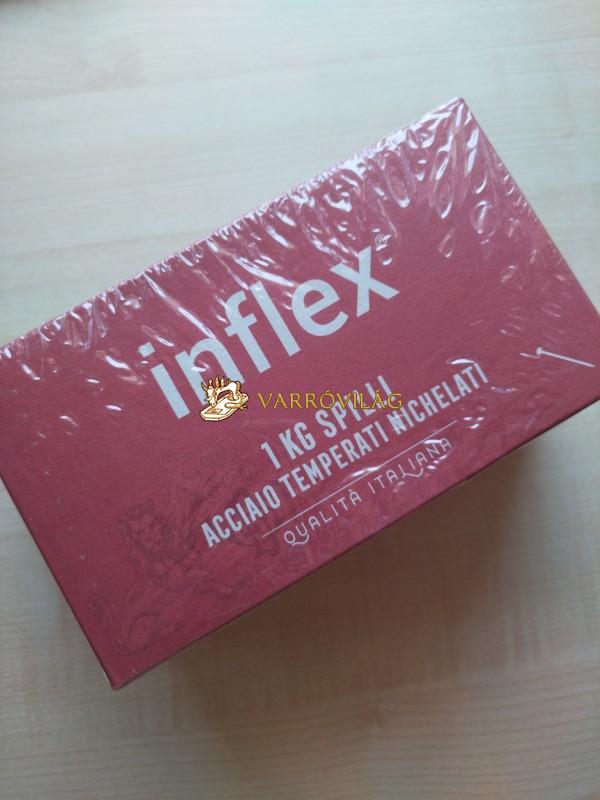 inflex®
VARRÓVILÁG
1 KG SPILLI
ACCIAIO TEMPERATI NICHELATI
QUALITÀ ITALIANA